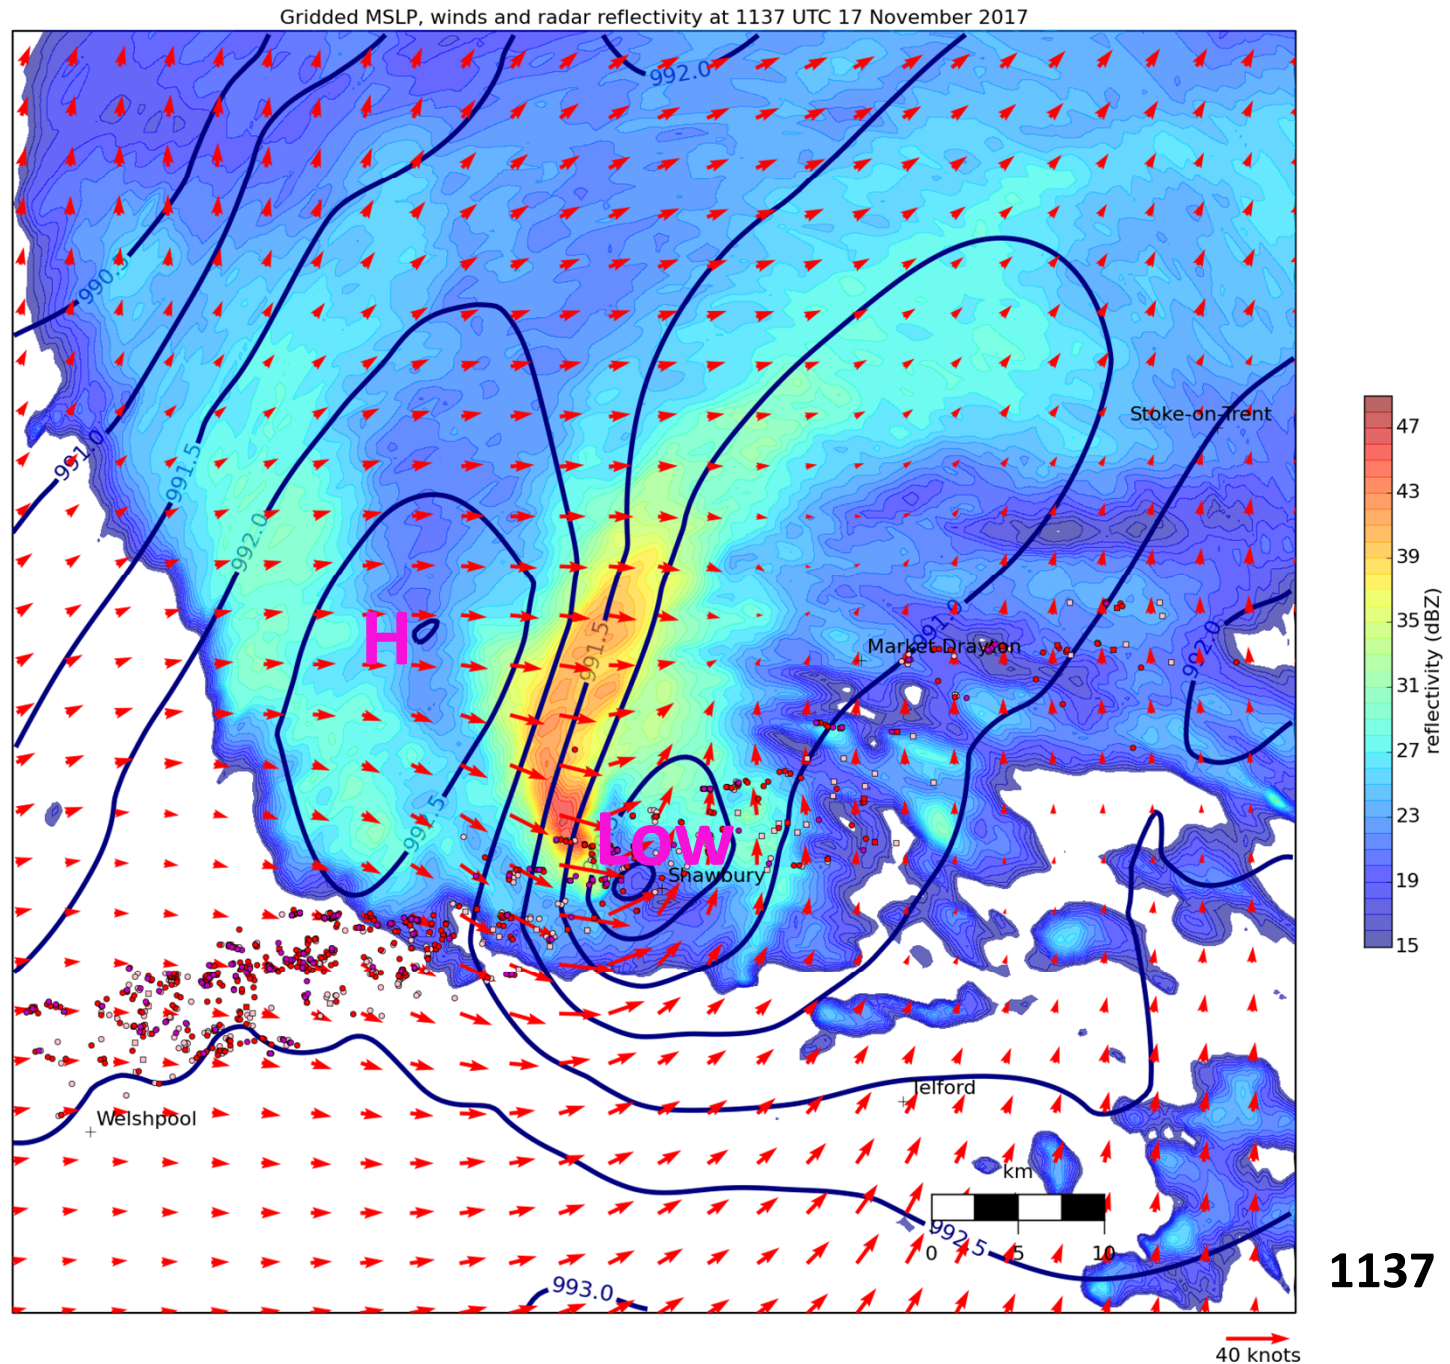 Gridded MSLP, winds and radar reflectivity at 1137 UTC 17 November 2017
992.0
990.5
Stoke-on-Trent
991.0
991.5
992.0
991.5
991.0
Market Drayton
992.0
H
992.5
Low
Shawbury
Telford
Welshpool
km
0 5 10
992.5
993.0
47
43
39
35
31
27
23
19
15
reflectivity (dBZ)
1137
40 knots